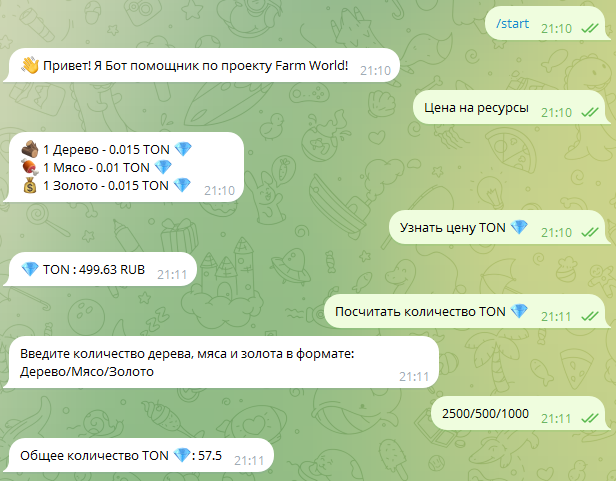 /start 21:10
👋 Привет! Я Бот помощник по проекту Farm World! 21:10
Цена на ресурсы 21:10
🪵 1 Дерево - 0.015 TON 💎
🍖 1 Мясо - 0.01 TON 💎
💰 1 Золото - 0.015 TON 💎 21:10
Узнать цену TON 💎 21:10
💎 TON : 499.63 RUB 21:11
Посчитать количество TON 💎 21:11
Введите количество дерева, мяса и золота в формате:
Дерево/Мясо/Золото
21:11
2500/500/1000 21:11
Общее количество TON 💎: 57.5 21:11